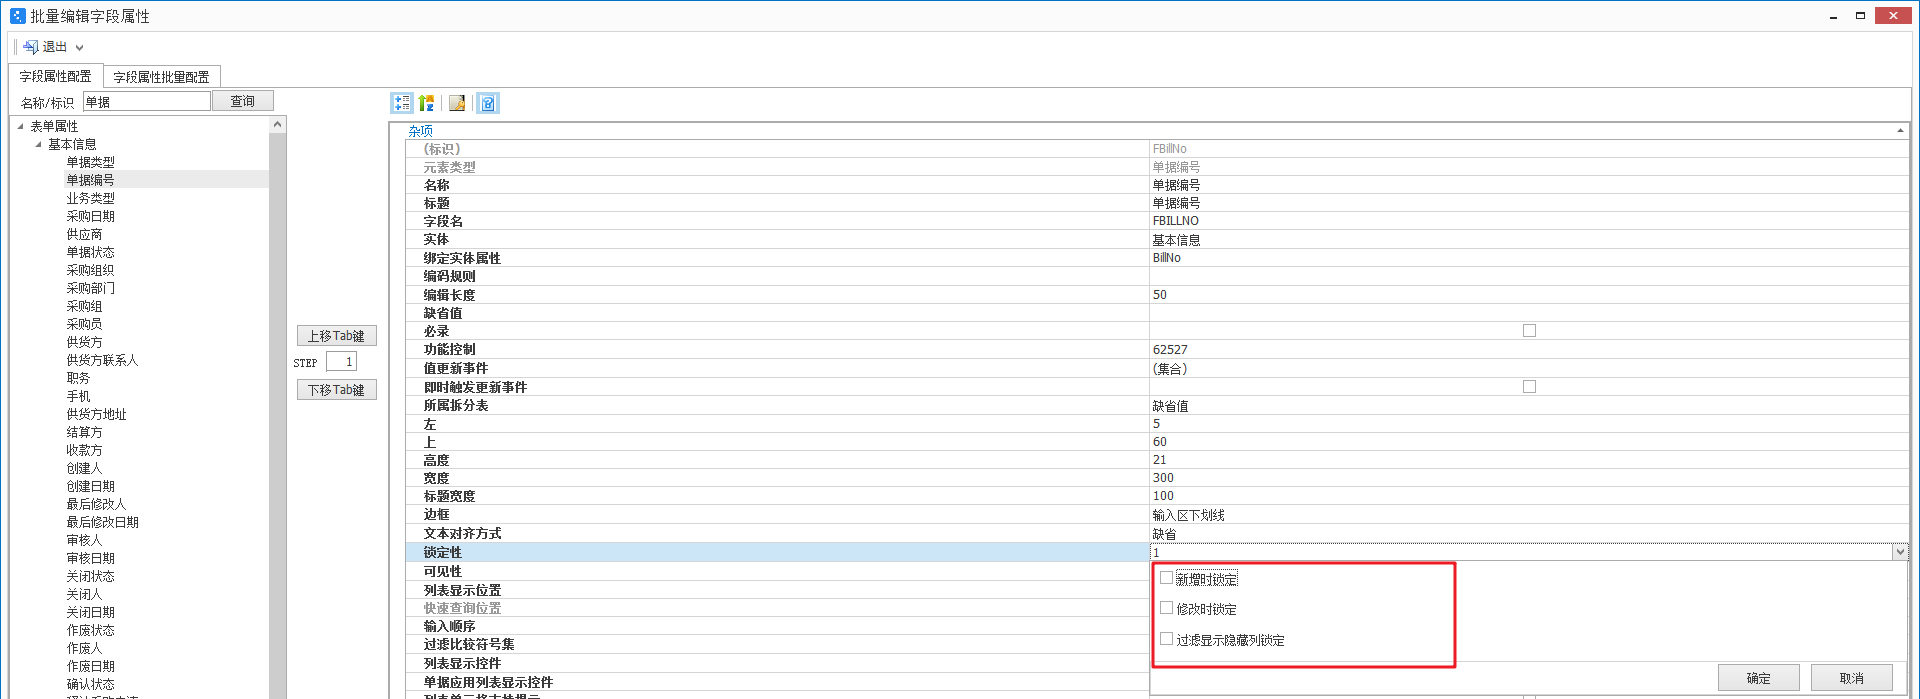 批量编辑字段属性
退出
字段属性配置
字段属性批量配置
名称/标识
单据
查询
表单属性
基本信息
单据类型
单据编号
业务类型
采购日期
供应商
单据状态
采购组织
采购部门
采购组
采购员
供货方
供货方联系人
职务
手机
供货方地址
结算方
收款方
创建人
创建日期
最后修改人
最后修改日期
审核人
审核日期
关闭状态
关闭人
关闭日期
作废状态
作废人
作废日期
确认状态
上移Tab键
STEP 1
下移Tab键
杂项
(标识) FBillNo
元素类型 单据编号
名称 单据编号
标题 单据编号
字段名 FBILLNO
实体 基本信息
绑定实体属性 BillNo
编码规则
编辑长度 50
缺省值
必录
功能控制 62527
值更新事件 (集合)
即时触发更新事件
所属拆分表 缺省值
左 5
上 60
高度 21
宽度 300
标题宽度 100
边框 输入区下划线
文本对齐方式 缺省
锁定性 1
可见性
列表显示位置
快速查询位置
输入顺序
过滤比较符号集
列表显示控件
单据应用列表显示控件
新增时锁定
修改时锁定
过滤显示隐藏列锁定
确定
取消